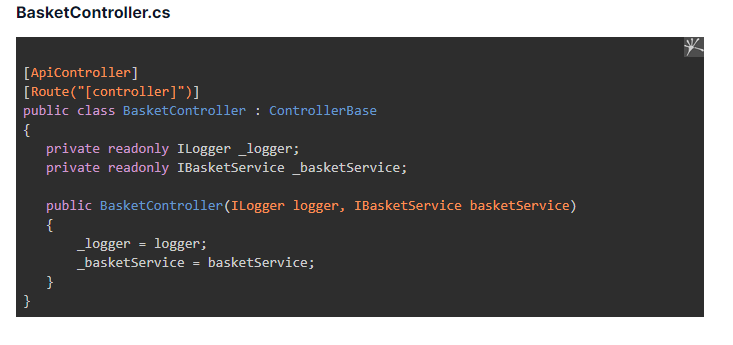 BasketController.cs
[ApiController]
[Route("[controller]")]
public class BasketController : ControllerBase
{
private readonly ILogger _logger;
private readonly IBasketService _basketService;
public BasketController(ILogger logger, IBasketService basketService)
{
_logger = logger;
_basketService = basketService;
}
}